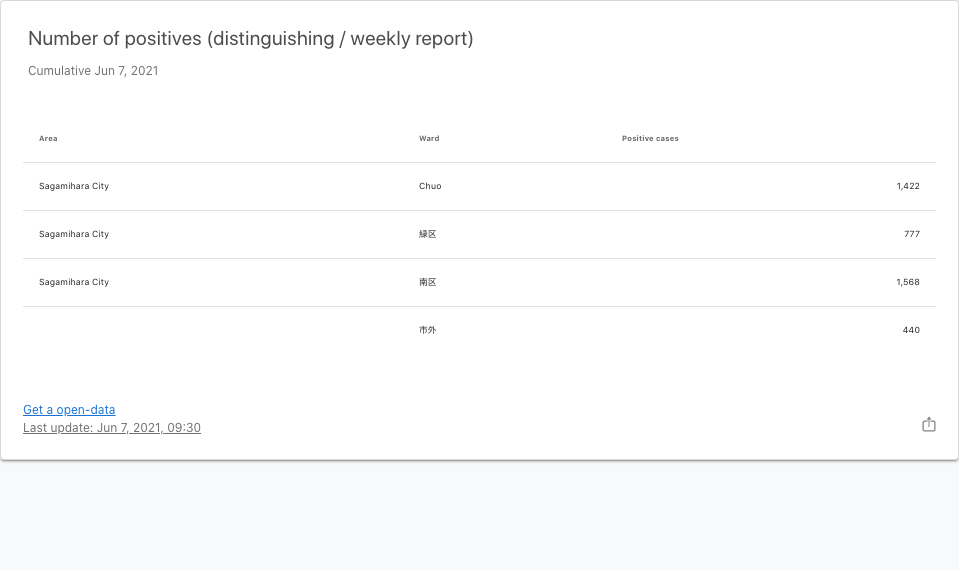 Number of positives (distinguishing / weekly report)
Cumulative Jun 7, 2021
Area Ward Positive cases
Sagamihara City Chuo 1,422
Sagamihara City 緑区 777
Sagamihara City 南区 1,568
市外 440
Get a open-data
Last update: Jun 7, 2021, 09:30